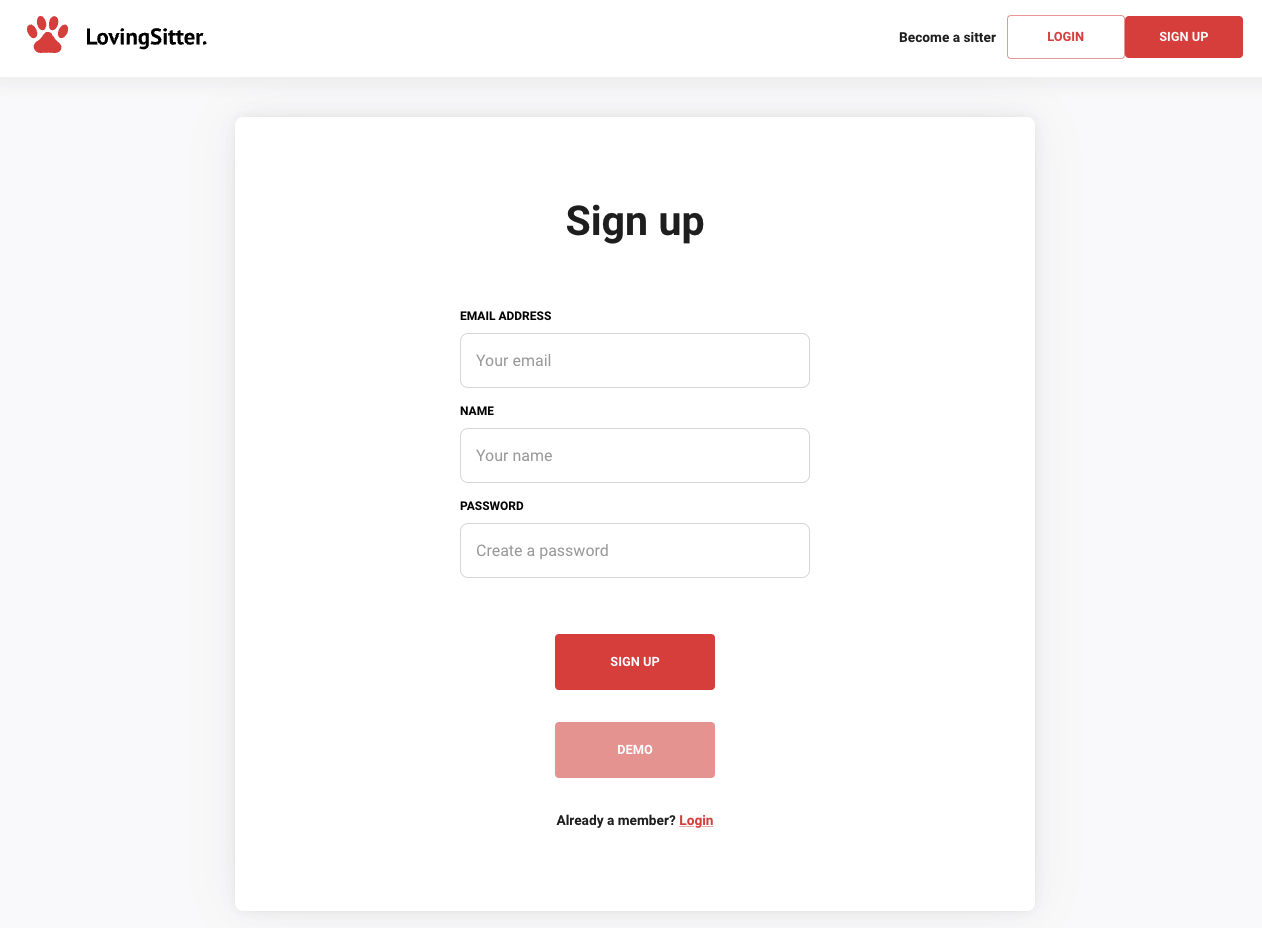 LovingSitter.
Become a sitter
LOGIN
SIGN UP
Sign up
EMAIL ADDRESS
Your email
NAME
Your name
PASSWORD
Create a password
SIGN UP
DEMO
Already a member? Login